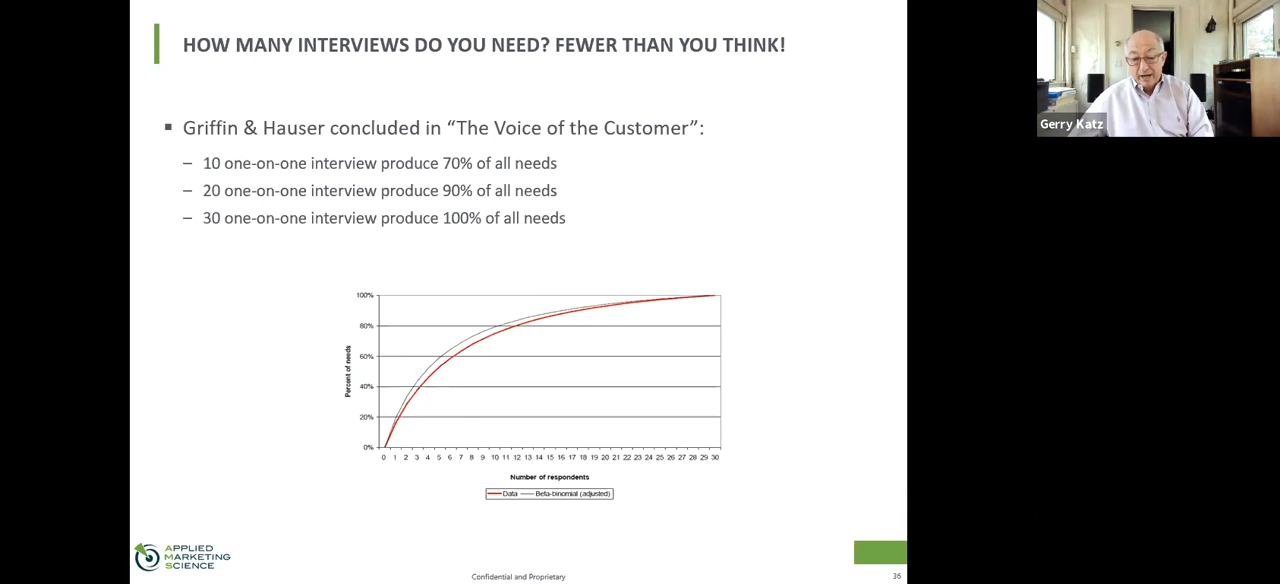 HOW MANY INTERVIEWS DO YOU NEED? FEWER THAN YOU THINK!
Gerry Katz
▪ Griffin & Hauser concluded in “The Voice of the Customer”:
– 10 one-on-one interview produce 70% of all needs
– 20 one-on-one interview produce 90% of all needs
– 30 one-on-one interview produce 100% of all needs
100%
80%
60%
40%
20%
0%
Percent of needs
0 1 2 3 4 5 6 7 8 9 10 11 12 13 14 15 16 17 18 19 20 21 22 23 24 25 26 27 28 29 30
Number of respondents
Data Beta-binomial (adjusted)
APPLIED
MARKETING
SCIENCE
Confidential and Proprietary
36